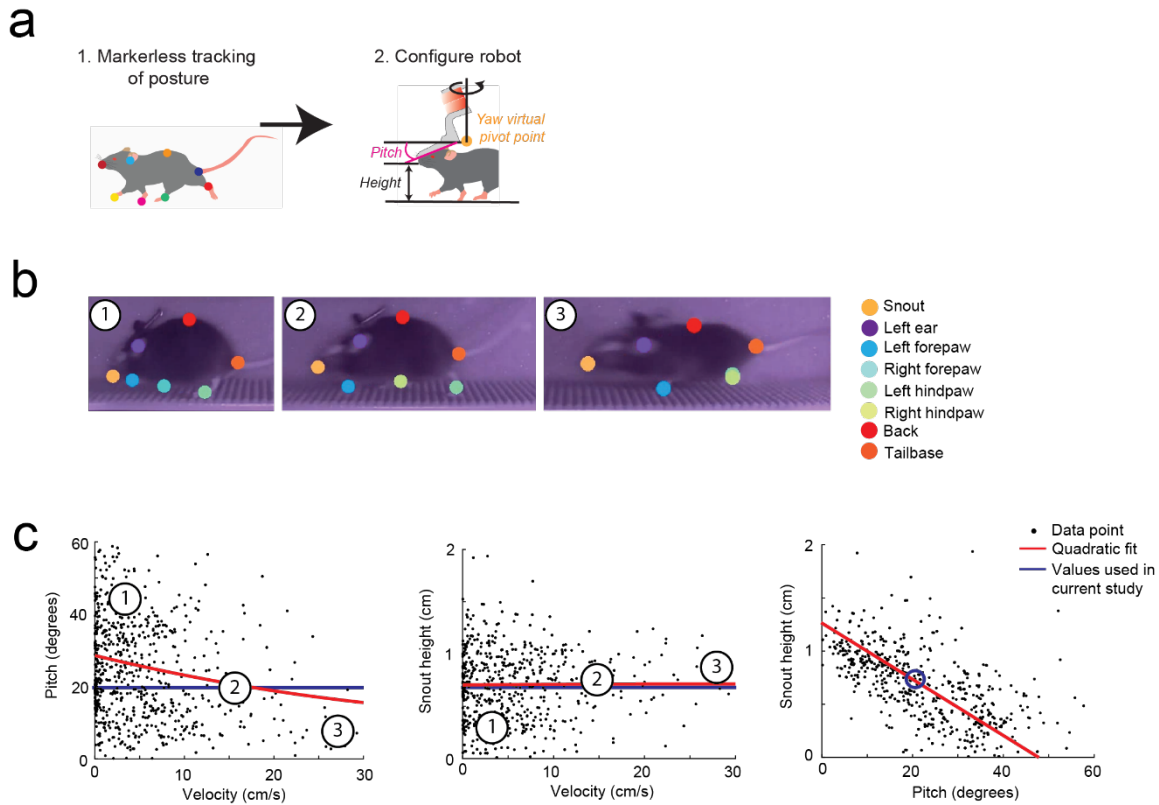 a
1. Markerless tracking
of posture
2. Configure robot
Yaw virtual
pivot point
Pitch
Height
b
1
2
3
Snout
Left ear
Left forepaw
Right forepaw
Left hindpaw
Right hindpaw
Back
Tailbase
c
Pitch (degrees)
60
40
20
0
1
2
3
0
10
20
30
Velocity (cm/s)
Snout height (cm)
2
1
0
1
2
3
0
10
20
30
Velocity (cm/s)
Snout height (cm)
2
1
0
0
20
40
60
Pitch (degrees)
Data point
Quadratic fit
Values used in
current study